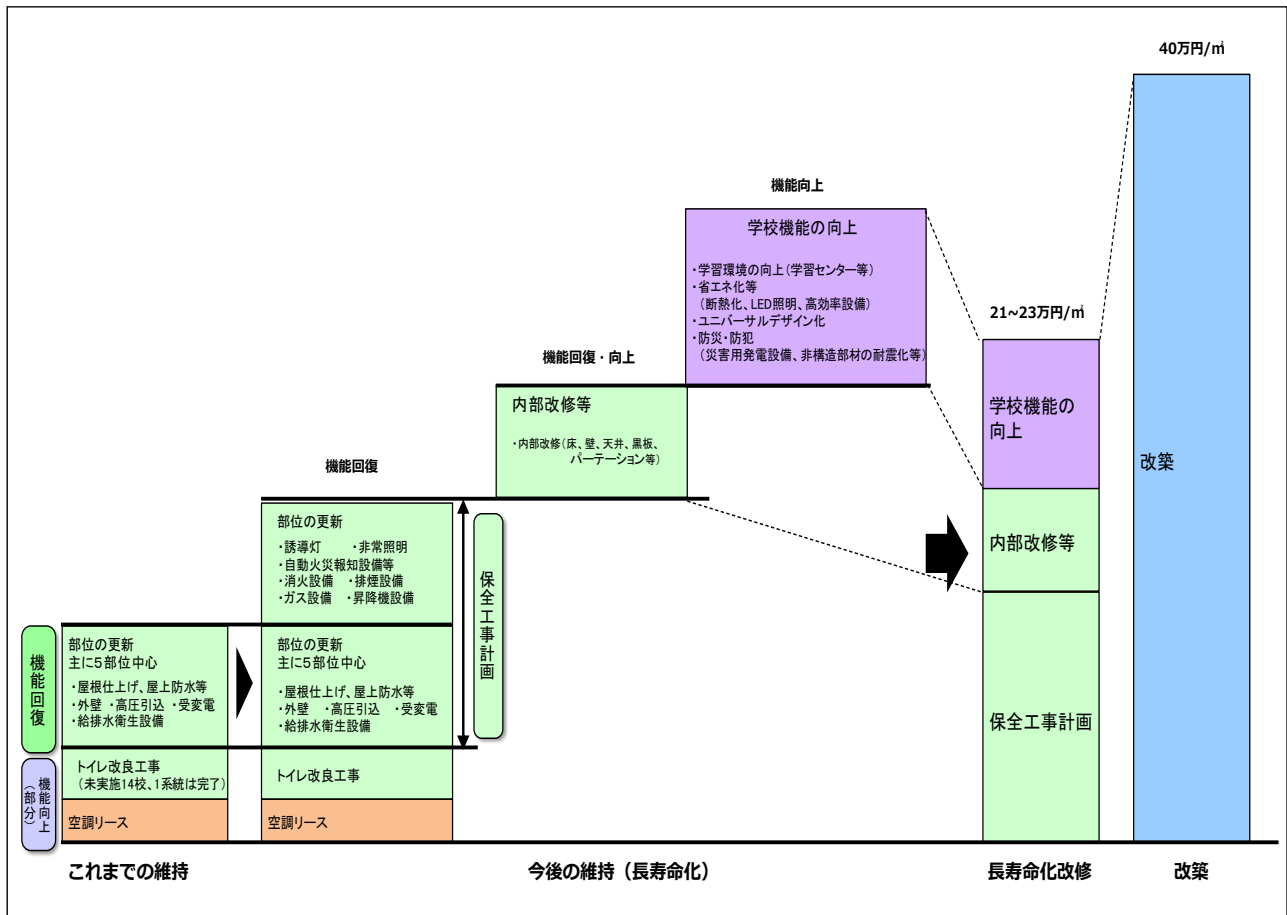 40万円/㎡
機能向上
学校機能の向上
・学習環境の向上(学習センター等)
・省エネ化等
(断熱化、LED照明、高効率設備)
・ユニバーサルデザイン化
・防災・防犯
(災害用発電設備、非構造部材の耐震化等)
21~23万円/㎡
機能回復・向上
内部改修等
・内部改修(床、壁、天井、黒板、
パーテーション等)
機能回復
部位の更新
・誘導灯 ・非常照明
・自動火災報知設備等
・消火設備 ・排煙設備
・ガス設備 ・昇降機設備
保全工事計画
機能回復
部位の更新
主に5部位中心
・屋根仕上げ、屋上防水等
・外壁 ・高圧引込 ・受変電
・給排水衛生設備
部位の更新
主に5部位中心
・屋根仕上げ、屋上防水等
・外壁 ・高圧引込 ・受変電
・給排水衛生設備
機能向上
(部分)
トイレ改良工事
(未実施14校、1系統は完了)
空調リース
トイレ改良工事
空調リース
学校機能の
向上
内部改修等
保全工事計画
改築
これまでの維持
今後の維持(長寿命化)
長寿命化改修
改築